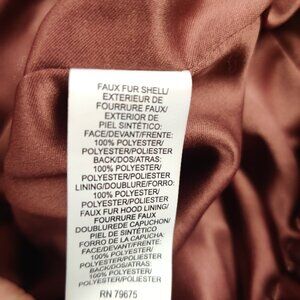 FAUX FUR SHELL/
EXTERIEUR DE
FOURRURE FAUX/
EXTERIOR DE
PIEL SINTÉTICO:
FACE/DEVANT/FRENTE:
100% POLYESTER/
POLYESTER/POLIESTER
BACK/DOS/ATRAS:
100% POLYESTER/
POLYESTER/POLIESTER
LINING/DOUBLURE/FORRO:
100% POLYESTER/
POLYESTER/POLIESTER
FAUX FUR HOOD LINING/
FOURRURE FAUX
DOUBLUREDE CAPUCHON/
PIEL DE SINTÉTICO
FORRO DE LA CAPUCHA:
FACE/DEVANT/FRENTE:
100% POLYESTER/
POLYESTER/POLIESTER
BACK/DOS/ATRAS:
100% POLYESTER/
POLYESTER/POLIESTER
RN 79675